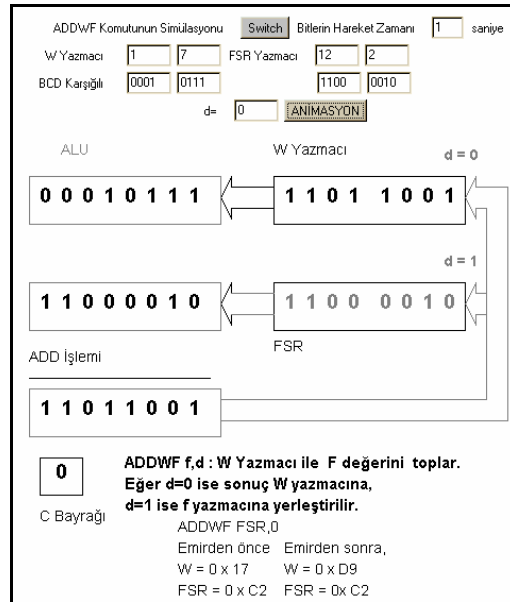 ADDWF Komutunun Simülasyonu Switch Bitlerin Hareket Zamanı 1 saniye
W Yazmacı 1 7 FSR Yazmacı 12 2
BCD Karşığılı 0001 0111 1100 0010
d= 0 ANİMASYON
ALU W Yazmacı d = 0
0 0 0 1 0 1 1 1 1 1 0 1 1 0 0 1
d = 1
1 1 0 0 0 0 1 0 1 1 0 0 0 0 1 0
FSR
ADD İşlemi
1 1 0 1 1 0 0 1
0
C Bayrağı
ADDWF f,d : W Yazmacı ile F değerini toplar.
Eğer d=0 ise sonuç W yazmacına,
d=1 ise f yazmacına yerleştirilir.
ADDWF FSR,0
Emirden önce Emirden sonra,
W = 0 x 17 W = 0 x D9
FSR = 0 x C2 FSR = 0x C2